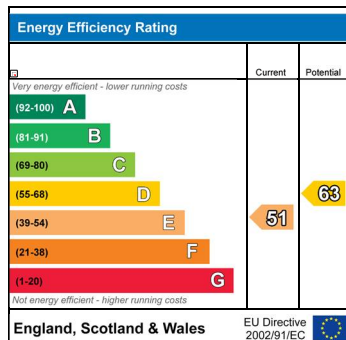 Energy Efficiency Rating
Current Potential
Very energy efficient - lower running costs
(92-100) A
(81-91) B
(69-80) C
(55-68) D
(39-54) E
(21-38) F
(1-20) G
63
51
Not energy efficient - higher running costs
England, Scotland & Wales
EU Directive
2002/91/EC